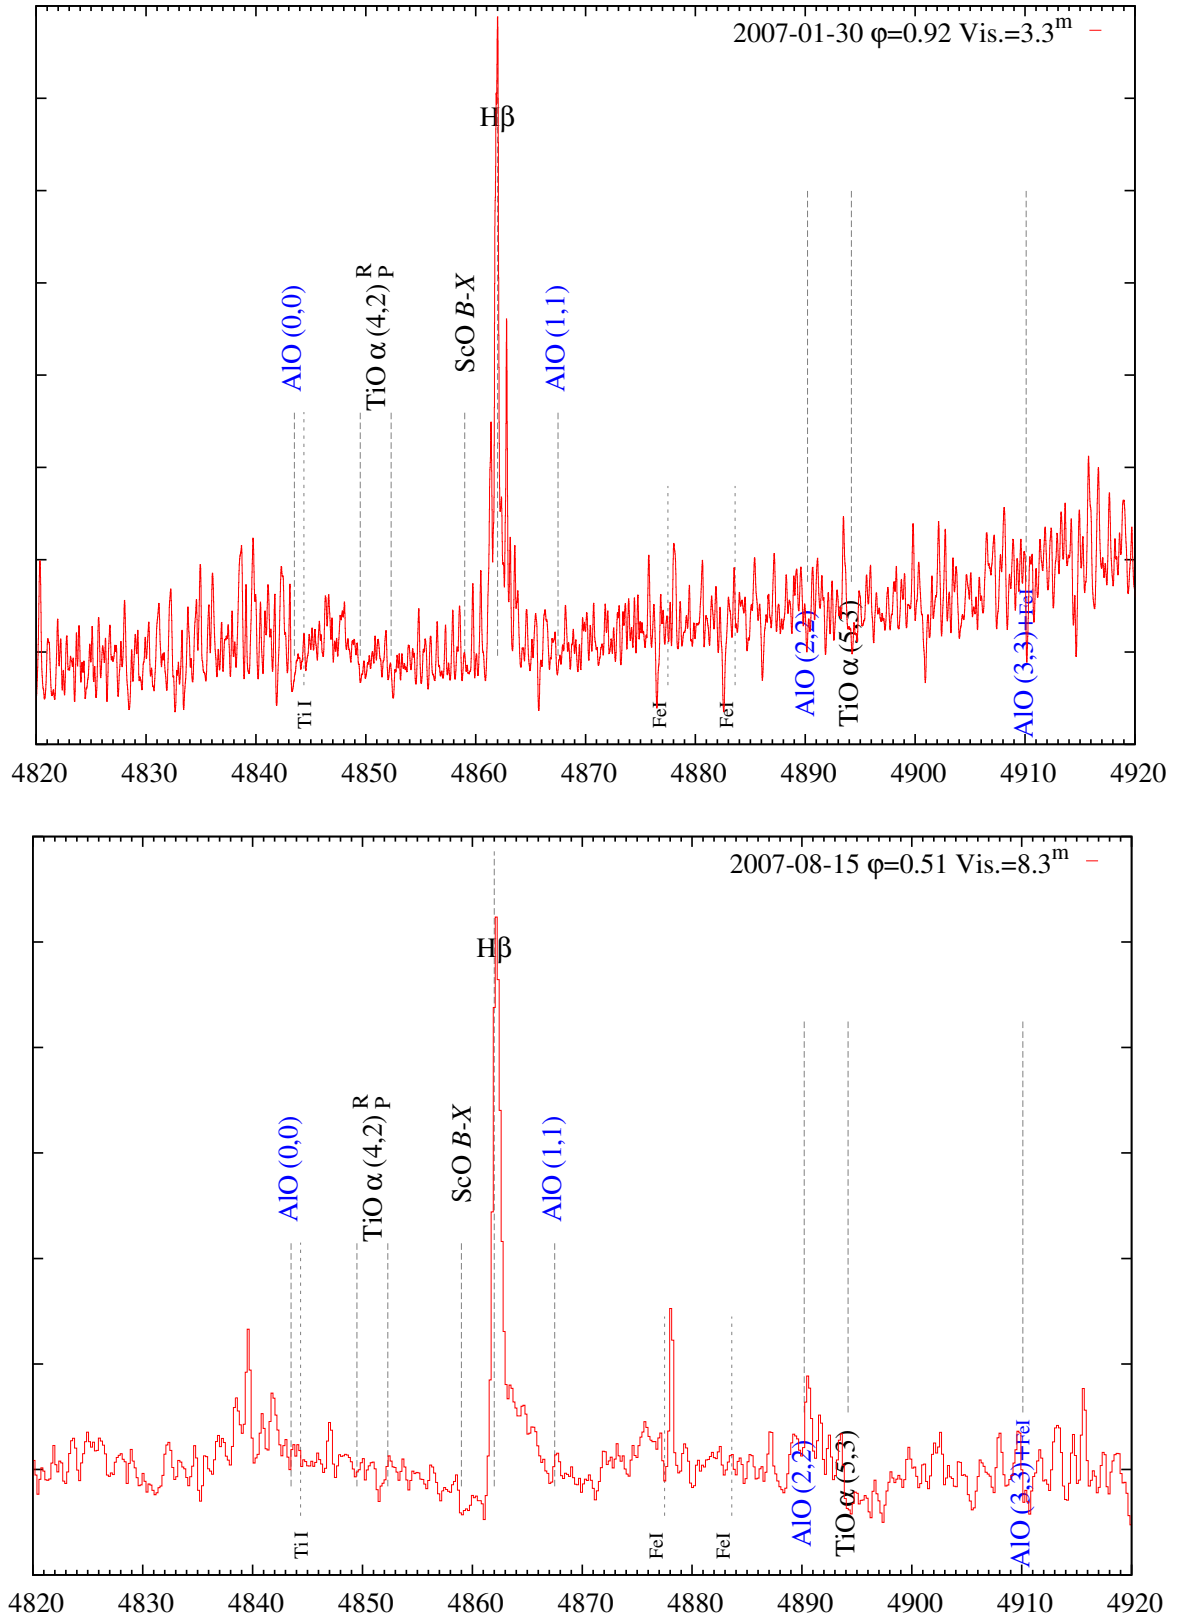 2007-01-30 φ=0.92 Vis.=3.3ᵐ
Hβ
AlO (0,0)
TiO α (4,2) R P
ScO B-X
AlO (1,1)
Ti I
FeI
FeI
AlO (2,2)
TiO α (5,3)
AlO (3,3)+FeI
4820 4830 4840 4850 4860 4870 4880 4890 4900 4910 4920
2007-08-15 φ=0.51 Vis.=8.3ᵐ
Hβ
AlO (0,0)
TiO α (4,2) R P
ScO B-X
AlO (1,1)
Ti I
FeI
FeI
AlO (2,2)
TiO α (5,3)
AlO (3,3)+FeI
4820 4830 4840 4850 4860 4870 4880 4890 4900 4910 4920